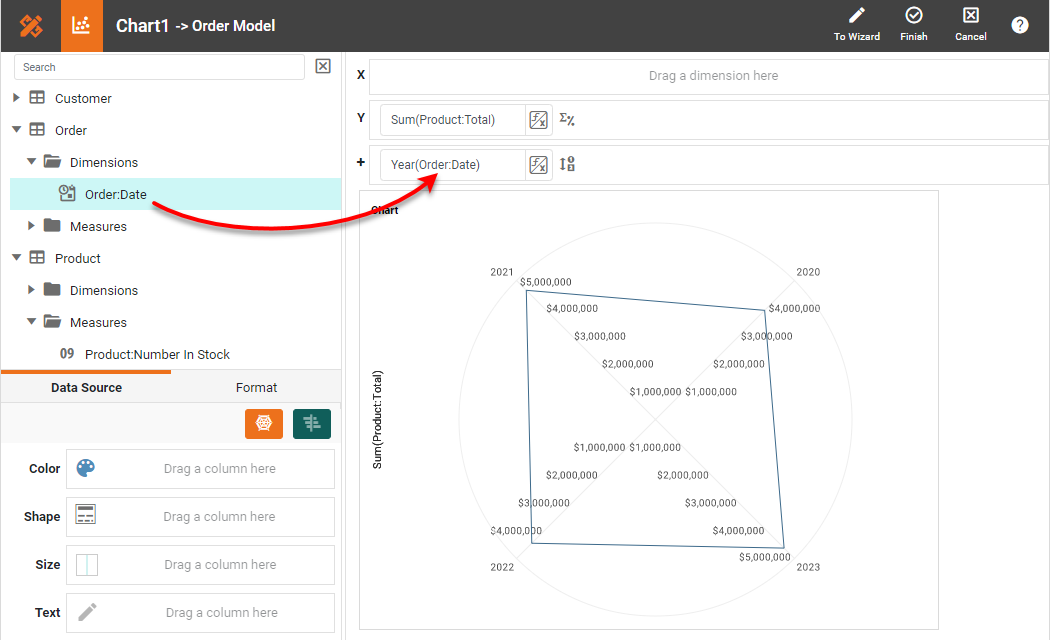 Chart1 -> Order Model
To Wizard
Finish
Cancel
?
Search
Customer
Order
Dimensions
Order:Date
Measures
Product
Dimensions
Measures
09 Product:Number In Stock
Data Source
Format
Color Drag a column here
Shape Drag a column here
Size Drag a column here
Text Drag a column here
X Drag a dimension here
Y Sum(Product:Total)
+ Year(Order:Date)
Chart
2021
2020
$5,000,000
$4,000,000 $4,000,000
$3,000,000 $3,000,000
$2,000,000 $2,000,000
$1,000,000 $1,000,000
Sum(Product:Total)
$1,000,000 $1,000,000
$2,000,000 $2,000,000
$3,000,000 $3,000,000
$4,000,000 $4,000,000
$5,000,000
2022
2023